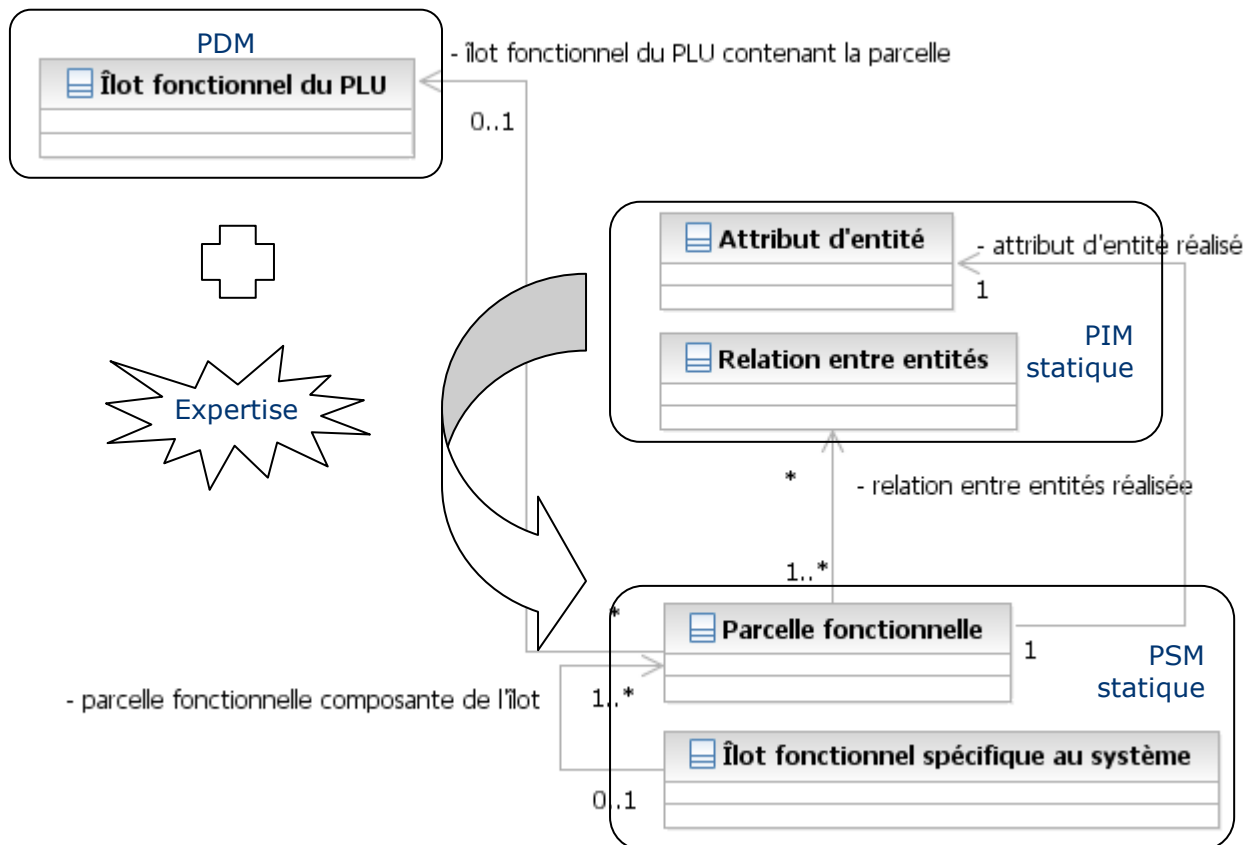 PDM
- îlot fonctionnel du PLU contenant la parcelle
Îlot fonctionnel du PLU
0..1
Attribut d'entité
- attribut d'entité réalisé
1
PIM
statique
Relation entre entités
Expertise
*
- relation entre entités réalisée
1..*
*
Parcelle fonctionnelle
1
PSM
statique
- parcelle fonctionnelle composante de l'îlot
1..*
Îlot fonctionnel spécifique au système
0..1